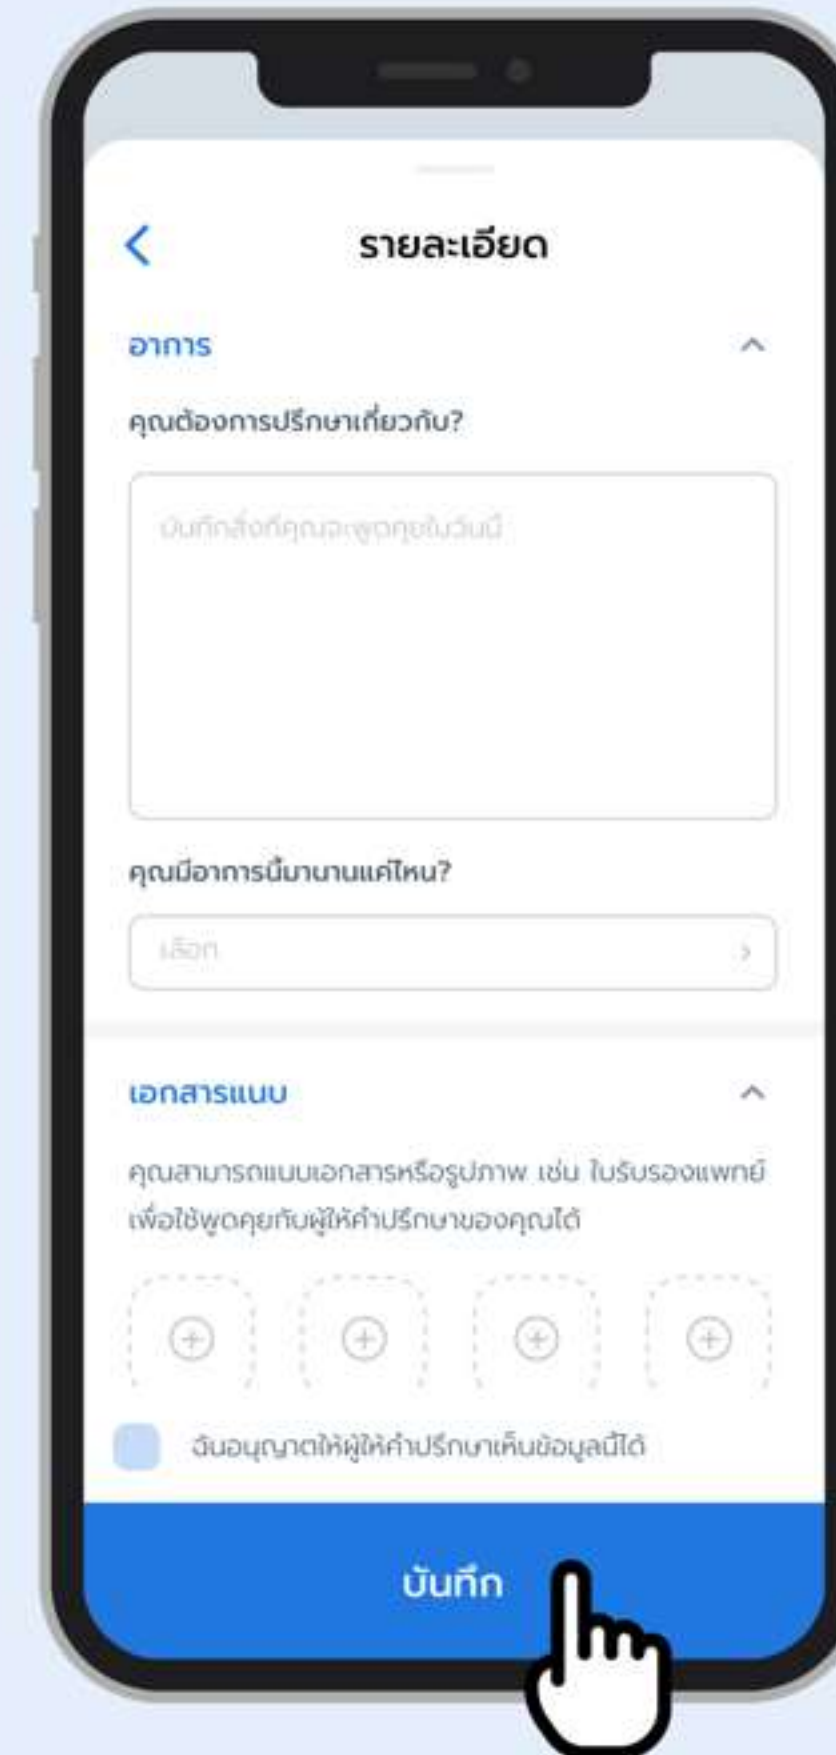 รายละเอียด
อาการ
คุณต้องการปรึกษาเกี่ยวกับ?
บันทึกสิ่งที่คุณจะพูดคุยในวันนี้
คุณมีอาการนี้มานานแค่ไหน?
เลือก
เอกสารแนบ
คุณสามารถแนบเอกสารหรือรูปภาพ เช่น ใบรับรองแพทย์
เพื่อใช้พูดคุยกับผู้ให้คำปรึกษาของคุณได้
ฉันอนุญาตให้ผู้ให้คำปรึกษาเห็นข้อมูลนี้ได้
บันทึก